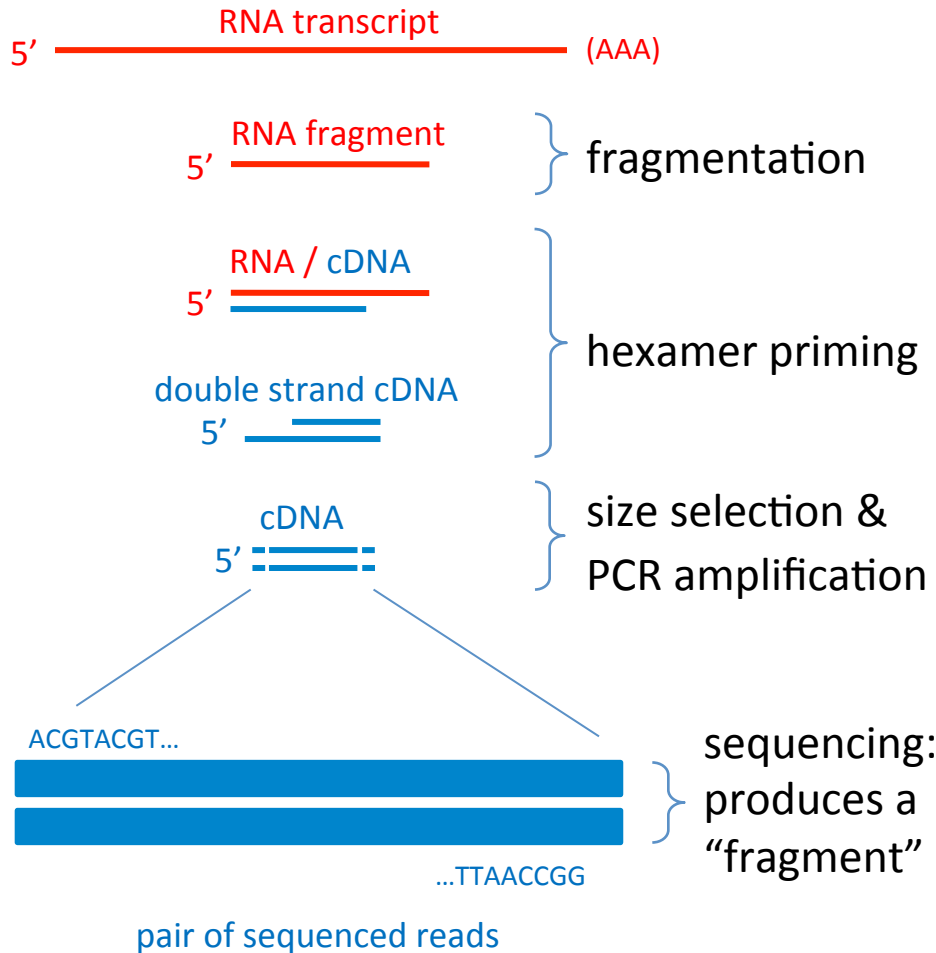 RNA transcript
5’ (AAA)
RNA fragment
5’
fragmentation
RNA / cDNA
5’
hexamer priming
double strand cDNA
5’
cDNA
5’
size selection &
PCR amplification
ACGTACGT...
sequencing:
produces a
“fragment”
...TTAACCGG
pair of sequenced reads